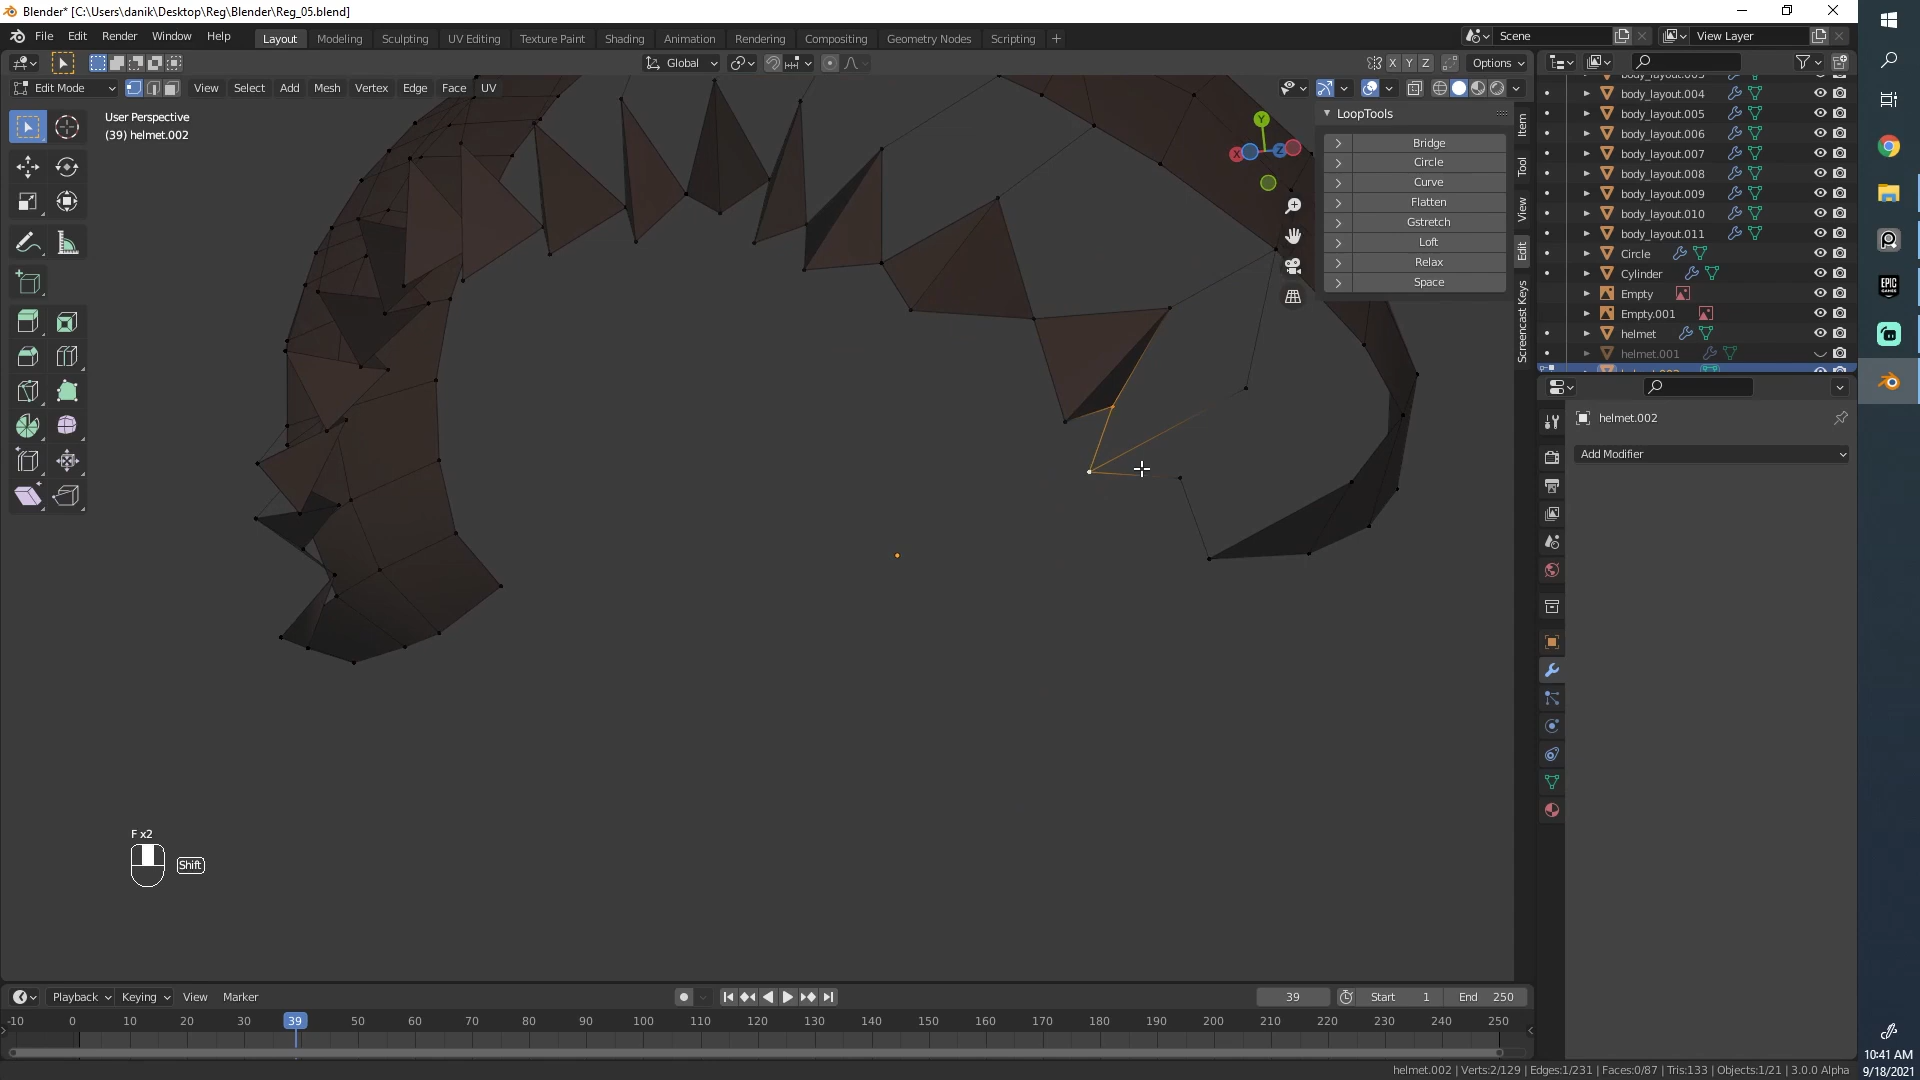 Blender* [C:\Users\danik\Desktop\Reg\Blender\Reg_05.blend]
File Edit Render Window Help
Layout Modeling Sculpting UV Editing Texture Paint Shading Animation Rendering Compositing Geometry Nodes Scripting +
Scene
View Layer
Global
X Y Z
Options
Edit Mode
View Select Add Mesh Vertex Edge Face UV
User Perspective
(39) helmet.002
LoopTools
Bridge
Circle
Curve
Flatten
Gstretch
Loft
Relax
Space
Item
Tool
View
Edit
Screencast Keys
Y
X
Z
body_layout.004
body_layout.005
body_layout.006
body_layout.007
body_layout.008
body_layout.009
body_layout.010
body_layout.011
Circle
Cylinder
Empty
Empty.001
helmet
helmet.001
helmet.002
Add Modifier
EPIC
GAMES
F x2
Shift
Playback Keying View Marker
39
Start 1
End 250
-10 0 10 20 30 39 50 60 70 80 90 100 110 120 130 140 150 160 170 180 190 200 210 220 230 240 250
helmet.002 | Verts:2/129 | Edges:1/231 | Faces:0/87 | Tris:133 | Objects:1/21 | 3.0.0 Alpha
10:41 AM
9/18/2021